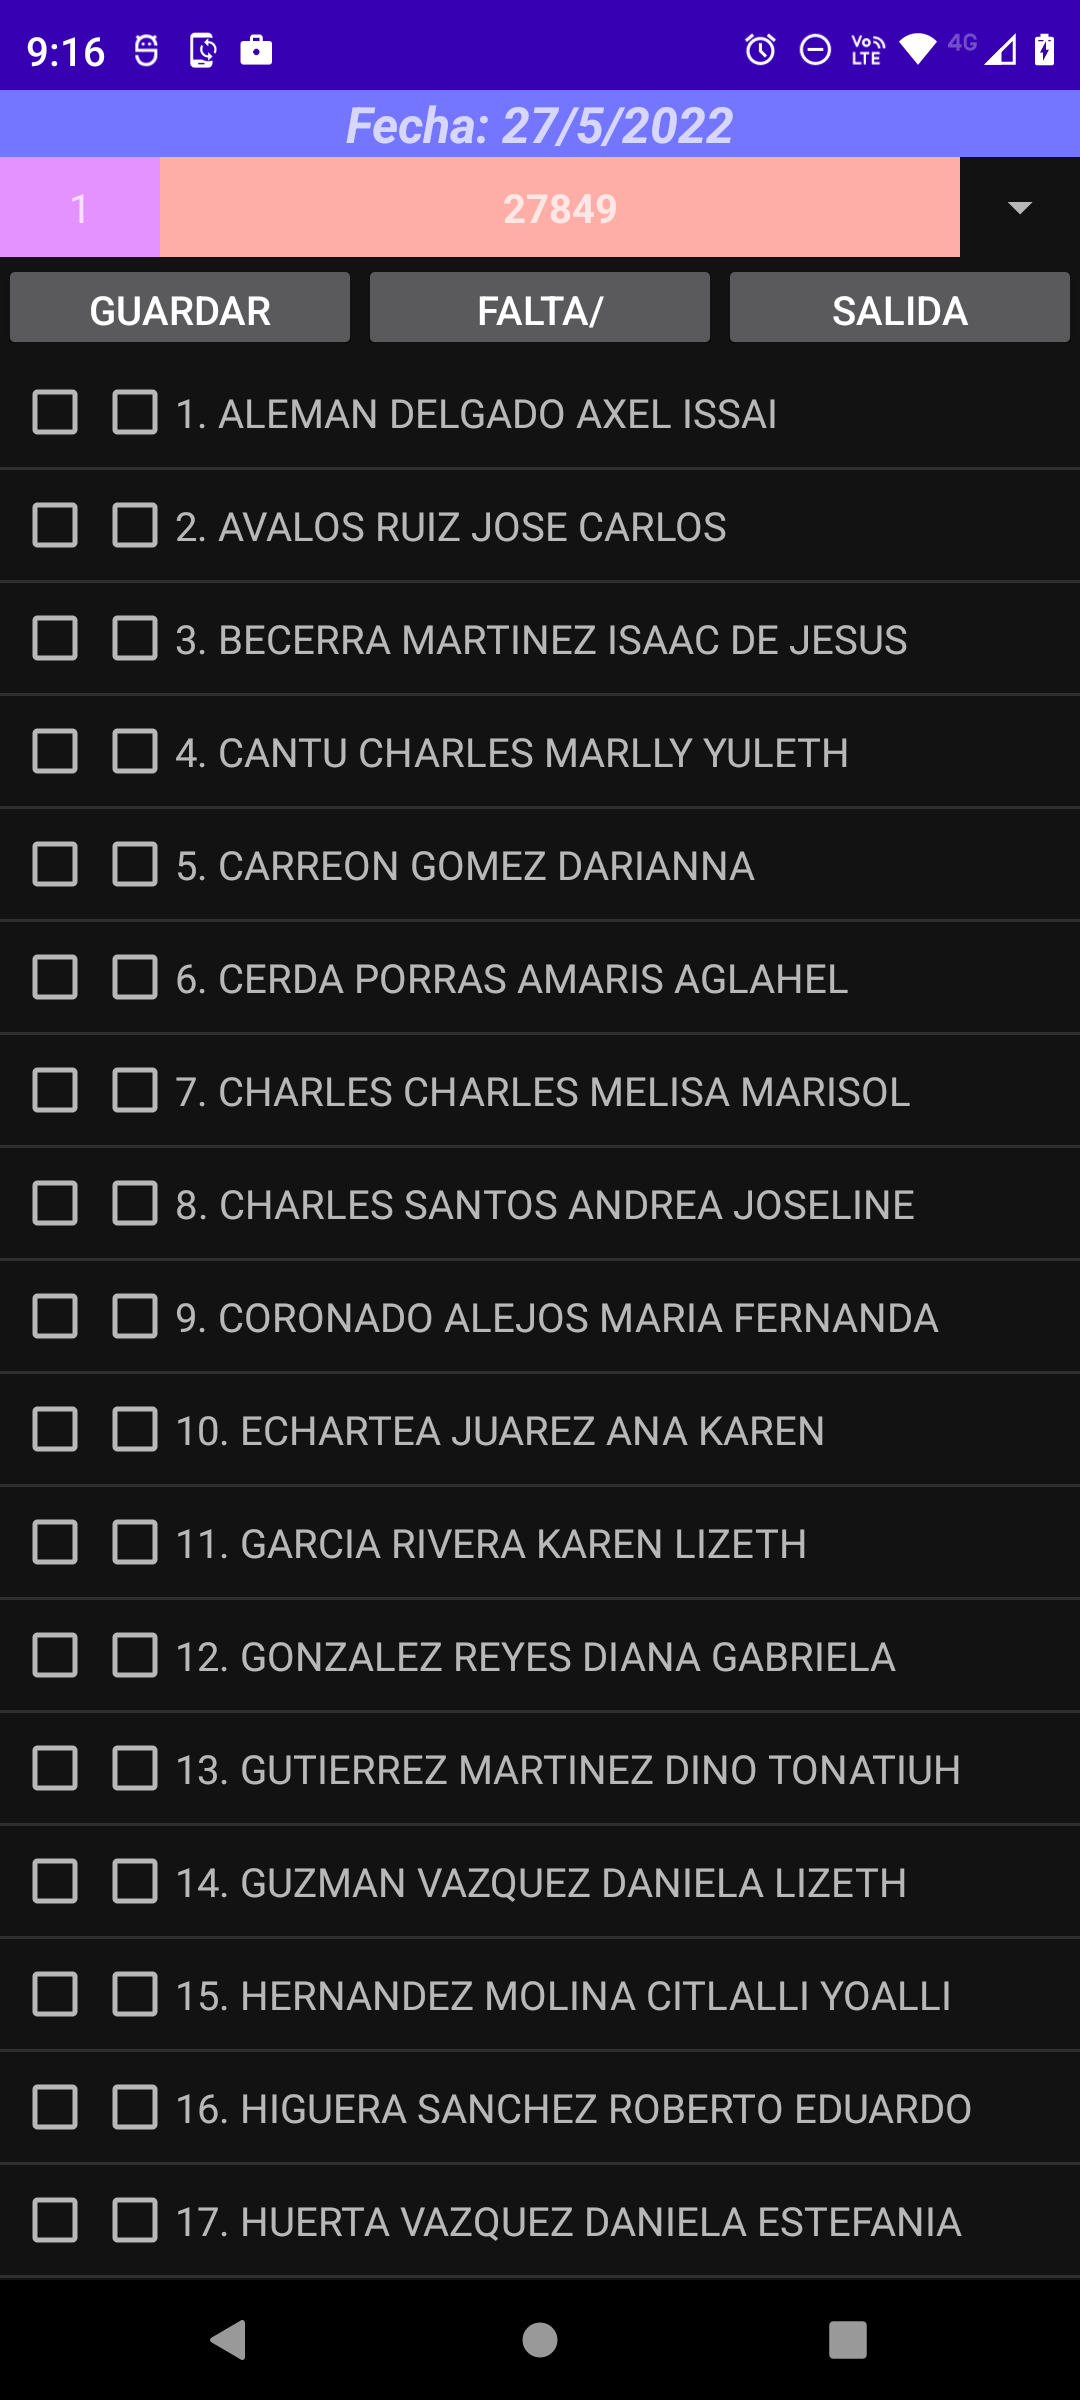 9:16 Vo LTE 4G
Fecha: 27/5/2022
1 27849
GUARDAR FALTA/ SALIDA
1. ALEMAN DELGADO AXEL ISSAI
2. AVALOS RUIZ JOSE CARLOS
3. BECERRA MARTINEZ ISAAC DE JESUS
4. CANTU CHARLES MARLLY YULETH
5. CARREON GOMEZ DARIANNA
6. CERDA PORRAS AMARIS AGLAHEL
7. CHARLES CHARLES MELISA MARISOL
8. CHARLES SANTOS ANDREA JOSELINE
9. CORONADO ALEJOS MARIA FERNANDA
10. ECHARTEA JUAREZ ANA KAREN
11. GARCIA RIVERA KAREN LIZETH
12. GONZALEZ REYES DIANA GABRIELA
13. GUTIERREZ MARTINEZ DINO TONATIUH
14. GUZMAN VAZQUEZ DANIELA LIZETH
15. HERNANDEZ MOLINA CITLALLI YOALLI
16. HIGUERA SANCHEZ ROBERTO EDUARDO
17. HUERTA VAZQUEZ DANIELA ESTEFANIA